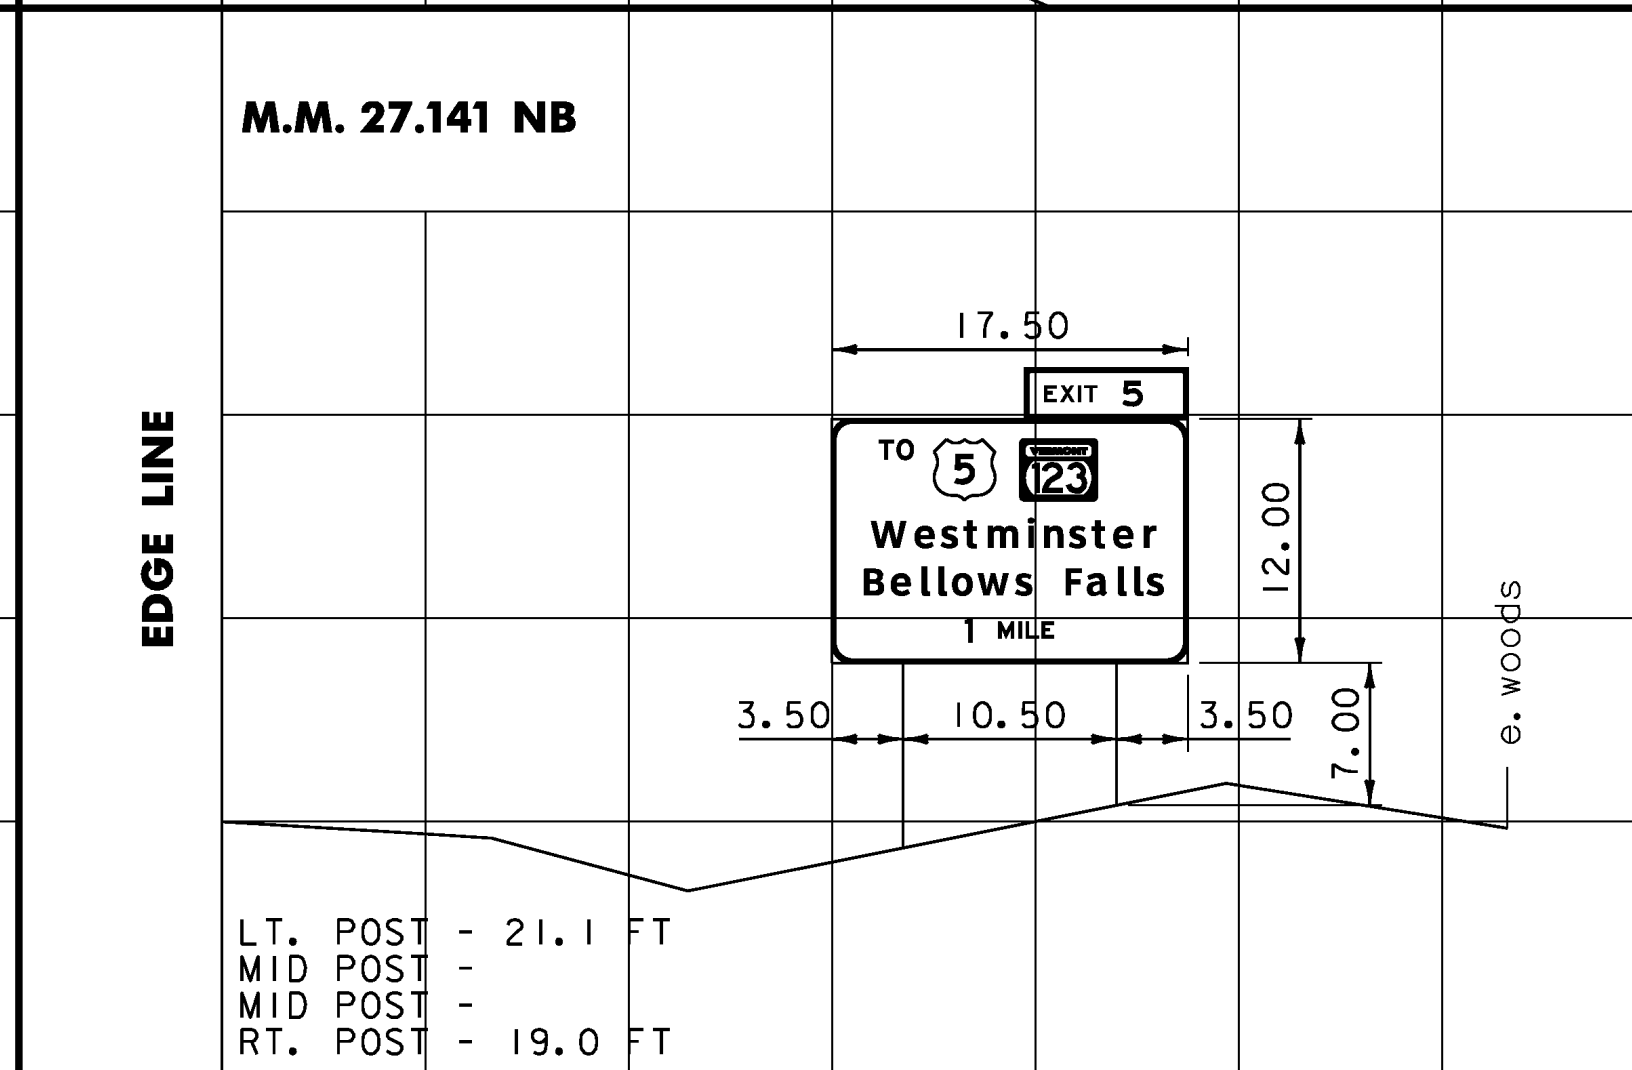 M.M. 27.141 NB
EDGE LINE
17.50
EXIT 5
TO 5 VERMONT 123
Westminster
Bellows Falls
1 MILE
12.00
3.50 10.50 3.50
7.00
e.woods
LT. POST - 21.1 FT
MID POST -
MID POST -
RT. POST - 19.0 FT